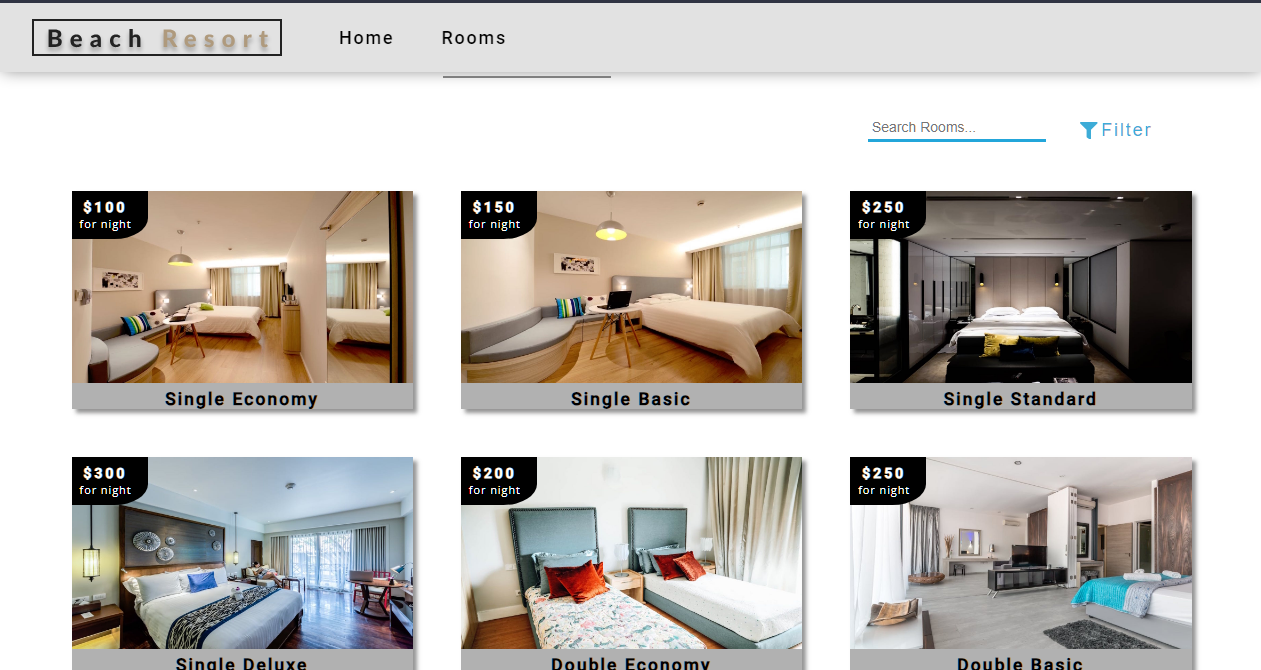 Beach Resort Home Rooms
Search Rooms... Filter
$100
for night
$150
for night
$250
for night
Single Economy
Single Basic
Single Standard
$300
for night
$200
for night
$250
for night
Single Deluxe
Double Economy
Double Basic